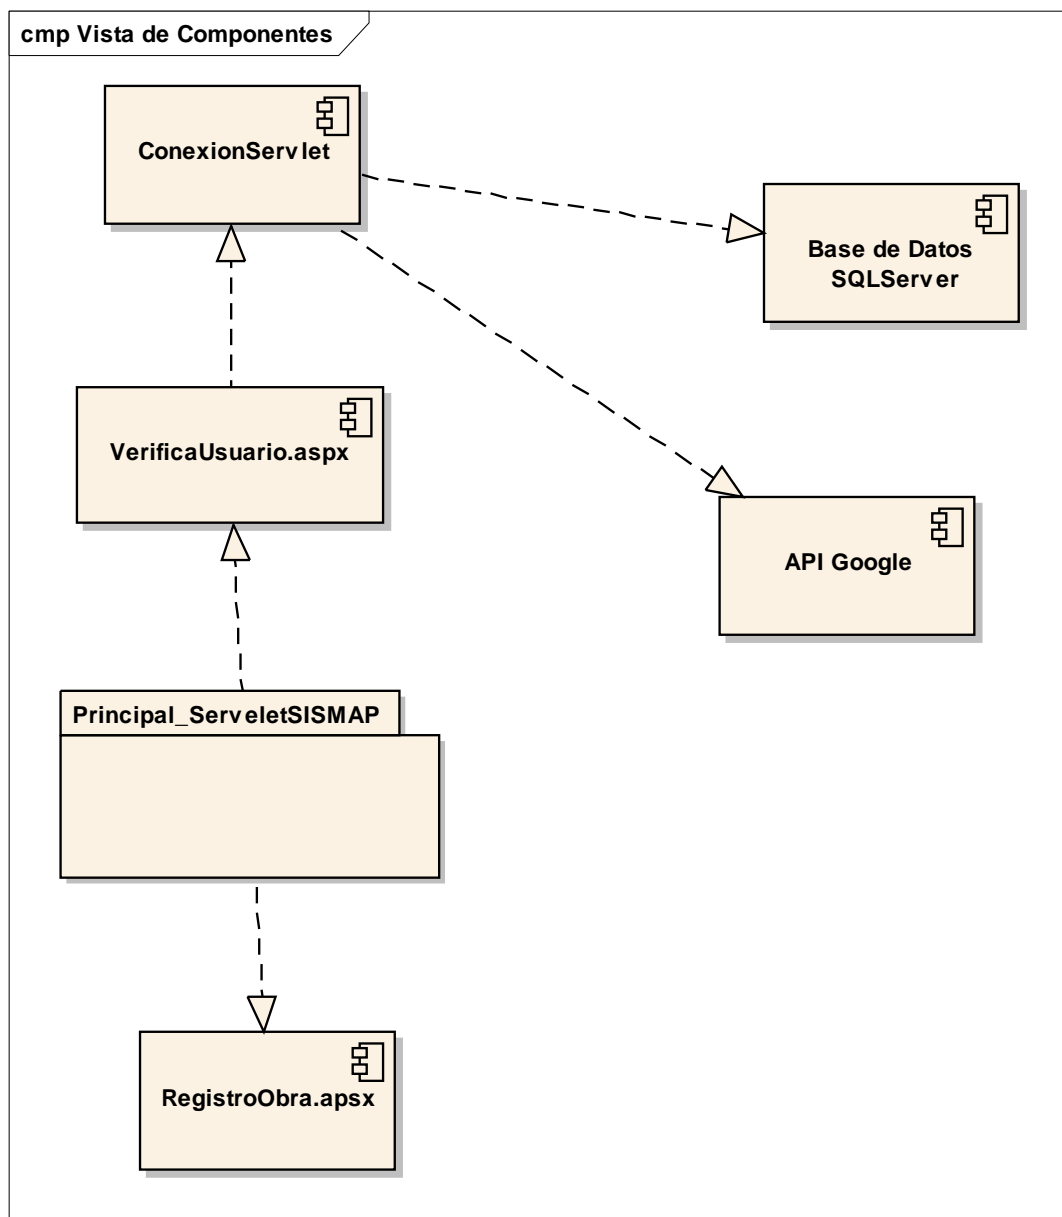 cmp Vista de Componentes
ConexionServlet
Base de Datos
SQLServer
VerificaUsuario.aspx
API Google
Principal_ServeletSISMAP
RegistroObra.apsx